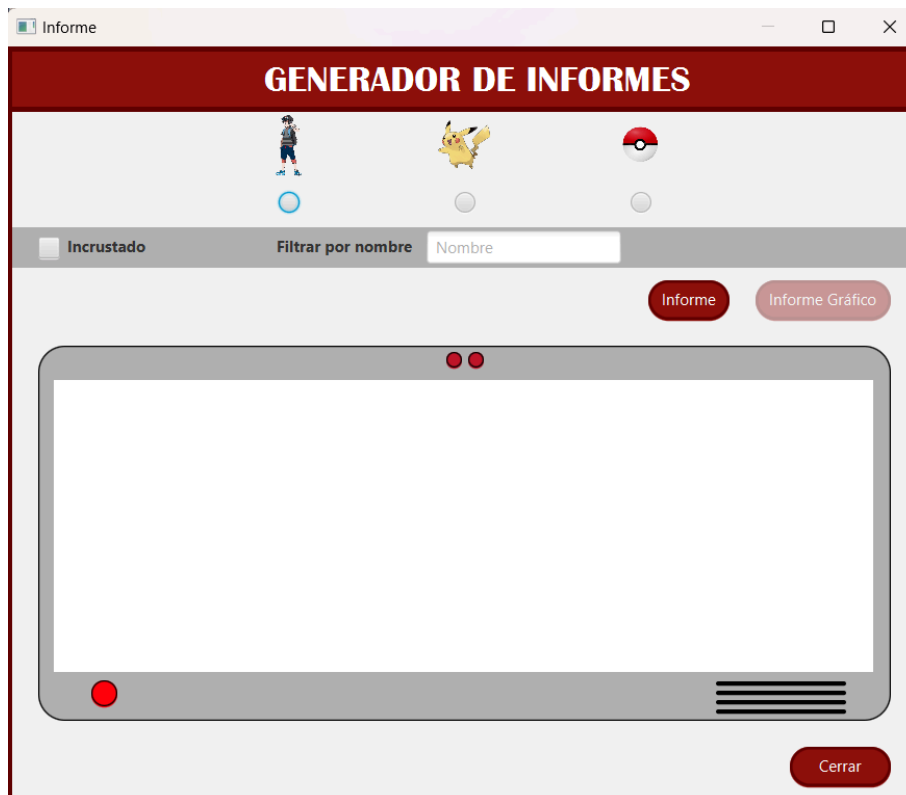 Informe
GENERADOR DE INFORMES
Incrustado Filtrar por nombre Nombre
Informe Informe Gráfico
Cerrar